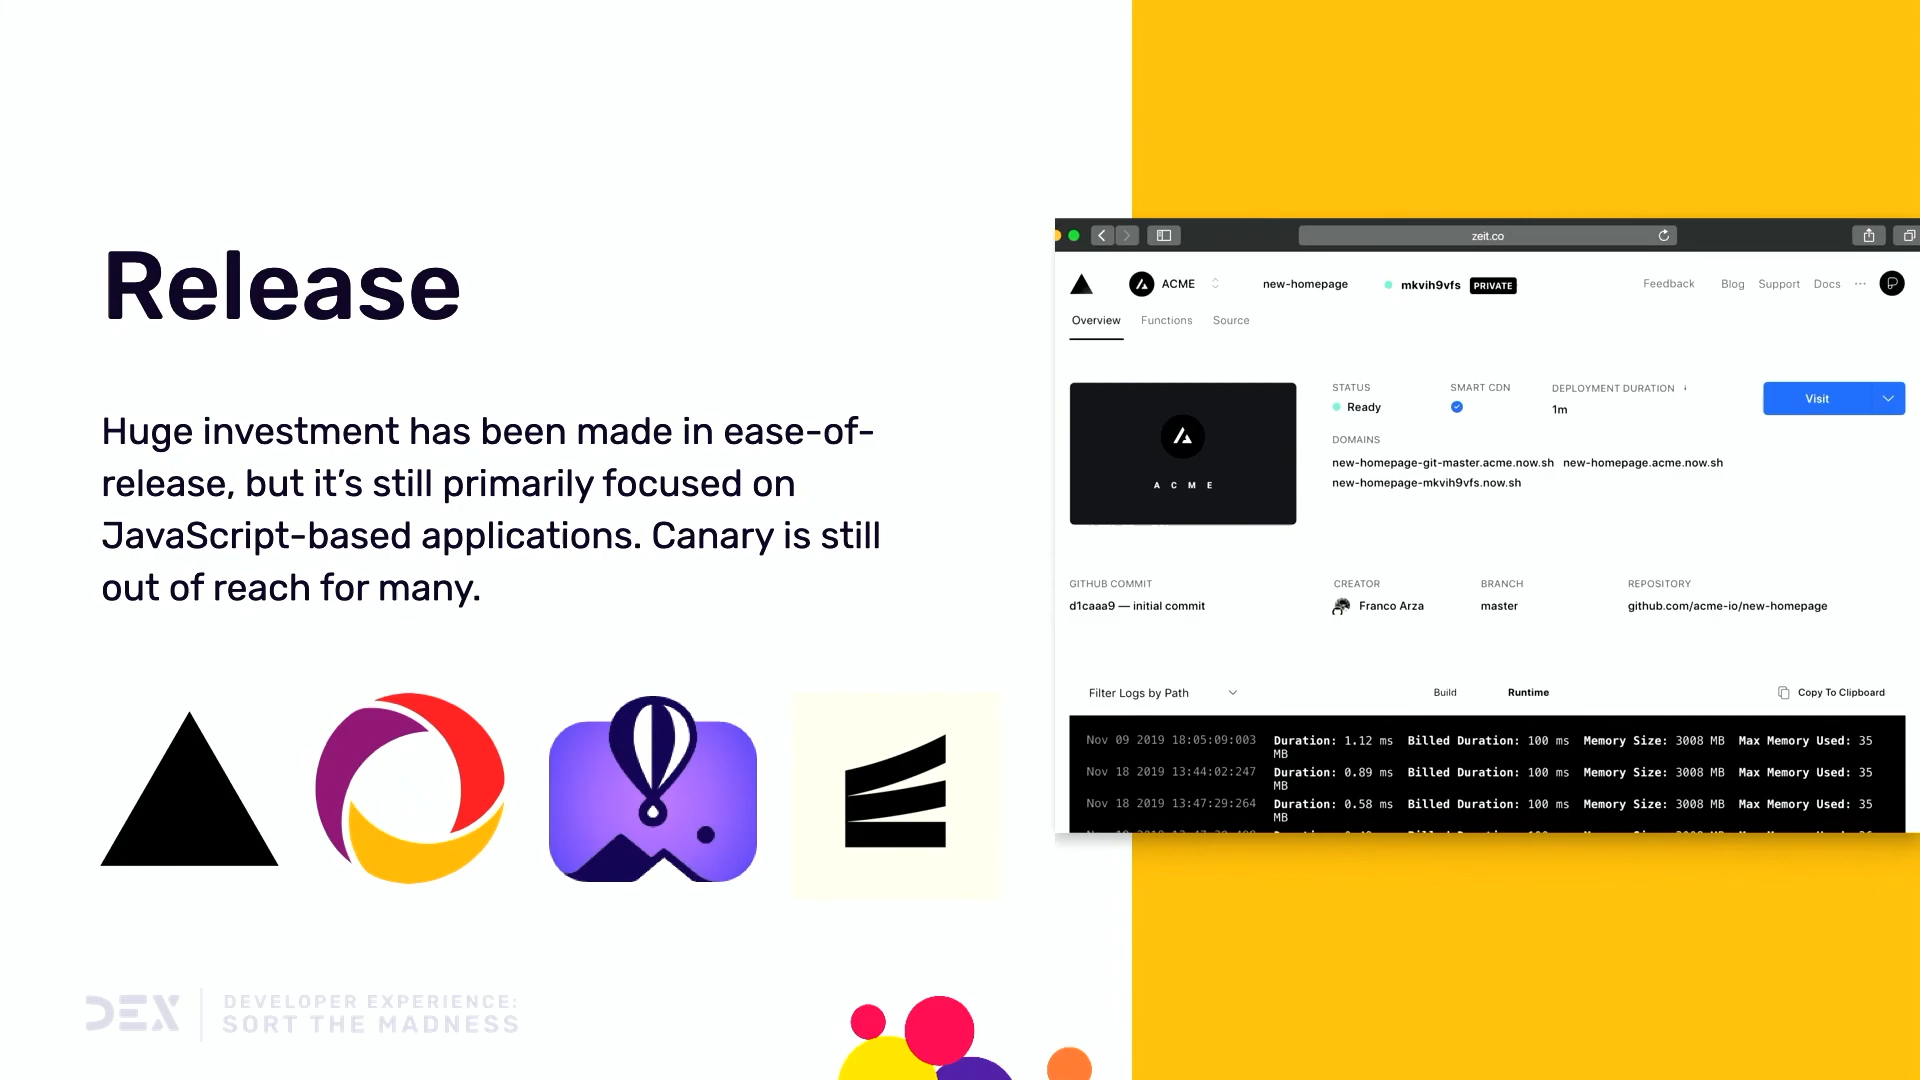 Release
Huge investment has been made in ease-of-
release, but it’s still primarily focused on
JavaScript-based applications. Canary is still
out of reach for many.
DEX
DEVELOPER EXPERIENCE:
SORT THE MADNESS
zeit.co
ACME
new-homepage
mkvih9vfs PRIVATE
Feedback Blog Support Docs ···
Overview Functions Source
A C M E
STATUS SMART CDN DEPLOYMENT DURATION i
Ready 1m
Visit
DOMAINS
new-homepage-git-master.acme.now.sh new-homepage.acme.now.sh
new-homepage-mkvih9vfs.now.sh
GITHUB COMMIT CREATOR BRANCH REPOSITORY
d1caaa9 — initial commit Franco Arza master github.com/acme-io/new-homepage
Filter Logs by Path Build Runtime Copy To Clipboard
Nov 09 2019 18:05:09:003 Duration: 1.12 ms Billed Duration: 100 ms Memory Size: 3008 MB Max Memory Used: 35
MB
Nov 18 2019 13:44:02:247 Duration: 0.89 ms Billed Duration: 100 ms Memory Size: 3008 MB Max Memory Used: 35
MB
Nov 18 2019 13:47:29:264 Duration: 0.58 ms Billed Duration: 100 ms Memory Size: 3008 MB Max Memory Used: 35
MB